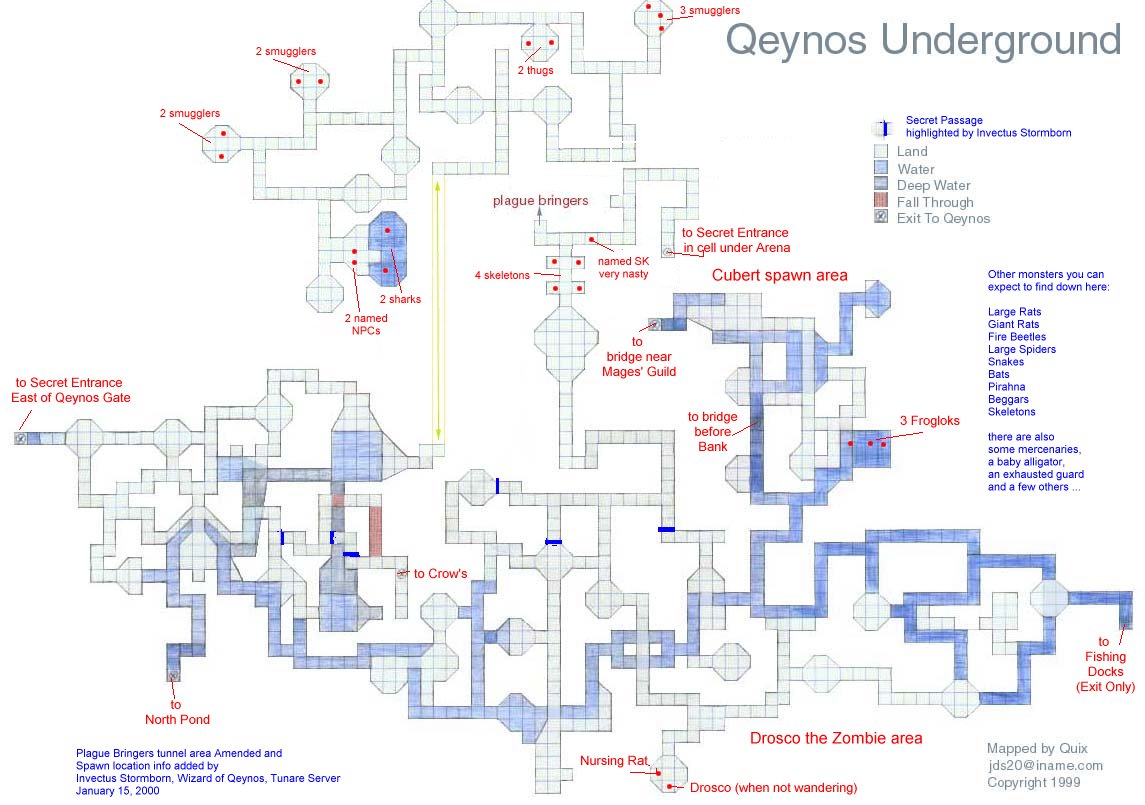 3 smugglers
Qeynos Underground
2 smugglers
2 thugs
2 smugglers
Secret Passage
highlighted by Invectus Stormborn
Land
Water
Deep Water
Fall Through
Exit To Qeynos
plague bringers
to Secret Entrance
in cell under Arena
named SK
very nasty
4 skeletons
Cubert spawn area
2 sharks
2 named
NPCs
Other monsters you can
expect to find down here:
Large Rats
Giant Rats
Fire Beetles
Large Spiders
Snakes
Bats
Pirahna
Beggars
Skeletons
there are also
some mercenaries,
a baby alligator,
an exhausted guard
and a few others ...
to
bridge near
Mages' Guild
to Secret Entrance
East of Qeynos Gate
to bridge
before
Bank
3 Frogloks
to Crow's
to
Fishing
Docks
(Exit Only)
to
North Pond
Drosco the Zombie area
Plague Bringers tunnel area Amended and
Spawn location info added by
Invectus Stormborn, Wizard of Qeynos, Tunare Server
January 15, 2000
Nursing Rat
Drosco (when not wandering)
Mapped by Quix
jds20@iname.com
Copyright 1999